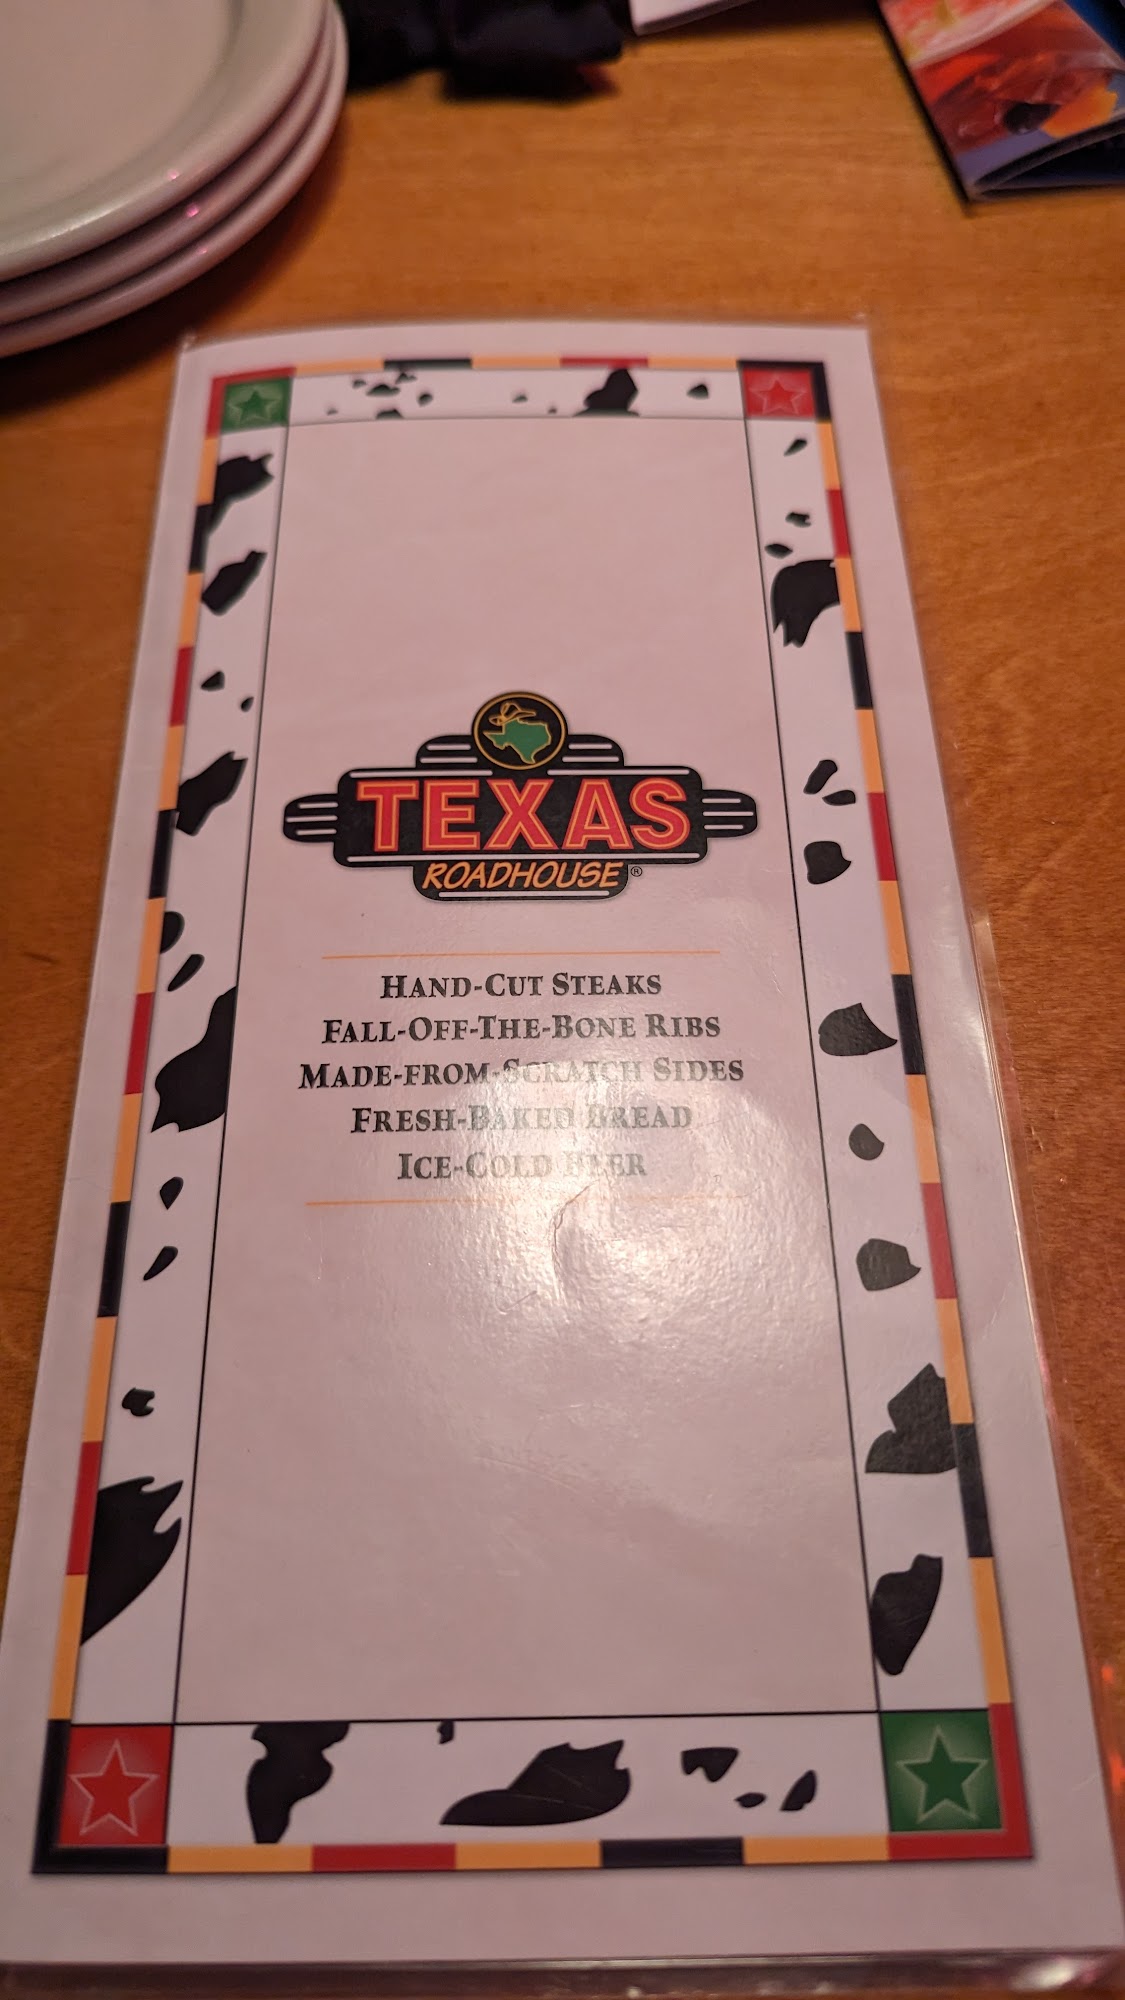 TEXAS
ROADHOUSE®
HAND-CUT STEAKS
FALL-OFF-THE-BONE RIBS
MADE-FROM-SCRATCH SIDES
FRESH-BAKED BREAD
ICE-COLD BEER